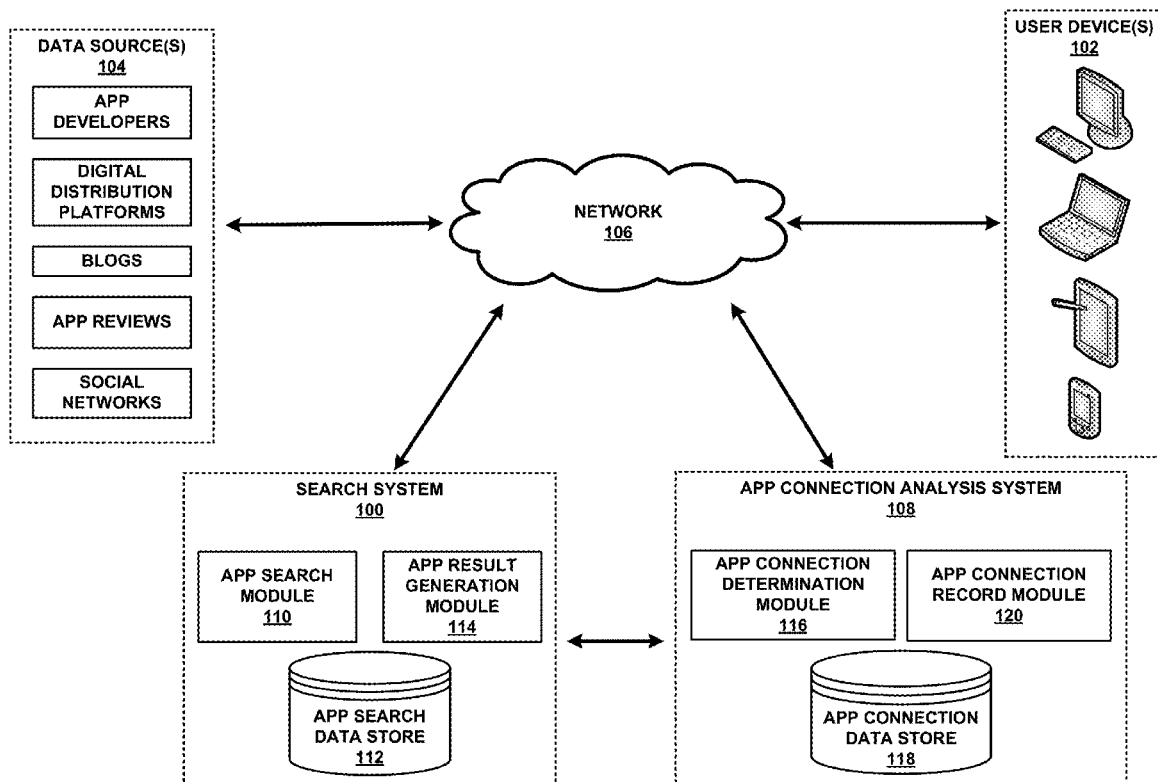 DATA SOURCE(S)
104
APP
DEVELOPERS
DIGITAL
DISTRIBUTION
PLATFORMS
BLOGS
APP REVIEWS
SOCIAL
NETWORKS
NETWORK
106
USER DEVICE(S)
102
SEARCH SYSTEM
100
APP SEARCH
MODULE
110
APP RESULT
GENERATION
MODULE
114
APP SEARCH
DATA STORE
112
APP CONNECTION ANALYSIS SYSTEM
108
APP CONNECTION
DETERMINATION
MODULE
116
APP CONNECTION
RECORD MODULE
120
APP CONNECTION
DATA STORE
118